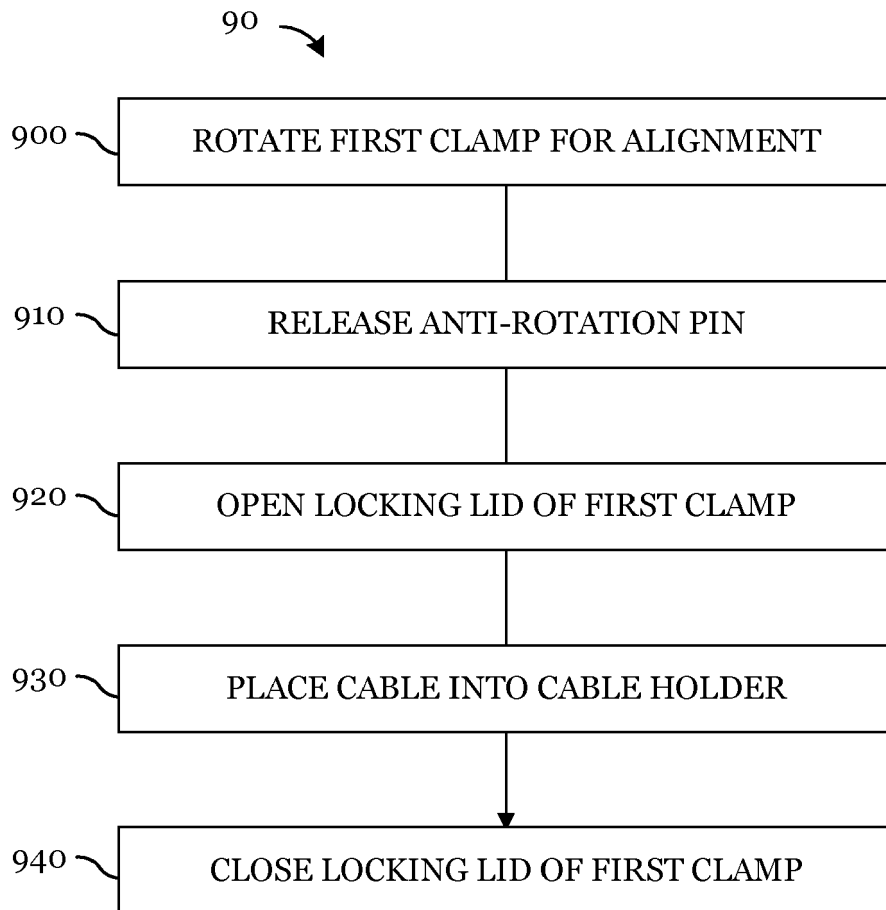 90
900 ROTATE FIRST CLAMP FOR ALIGNMENT
910 RELEASE ANTI-ROTATION PIN
920 OPEN LOCKING LID OF FIRST CLAMP
930 PLACE CABLE INTO CABLE HOLDER
940 CLOSE LOCKING LID OF FIRST CLAMP